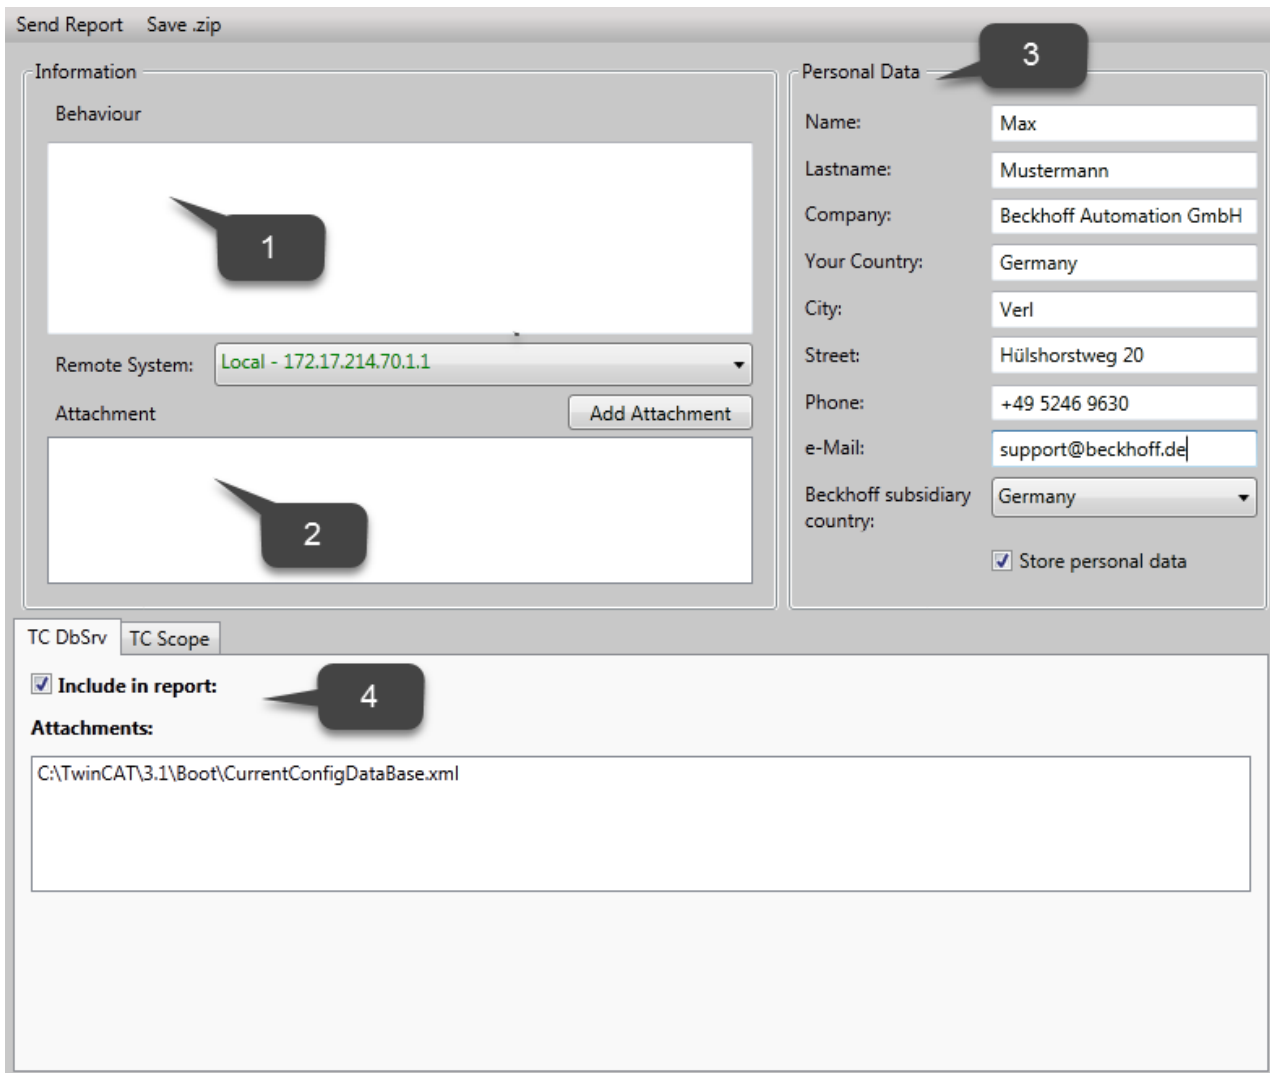 Send Report Save .zip
Information
Behaviour
1
Remote System: Local - 172.17.214.70.1.1
Attachment Add Attachment
2
3
Personal Data
Name: Max
Lastname: Mustermann
Company: Beckhoff Automation GmbH
Your Country: Germany
City: Verl
Street: Hülshorstweg 20
Phone: +49 5246 9630
e-Mail: support@beckhoff.de
Beckhoff subsidiary
country: Germany
Store personal data
TC DbSrv TC Scope
Include in report:
4
Attachments:
C:\TwinCAT\3.1\Boot\CurrentConfigDataBase.xml